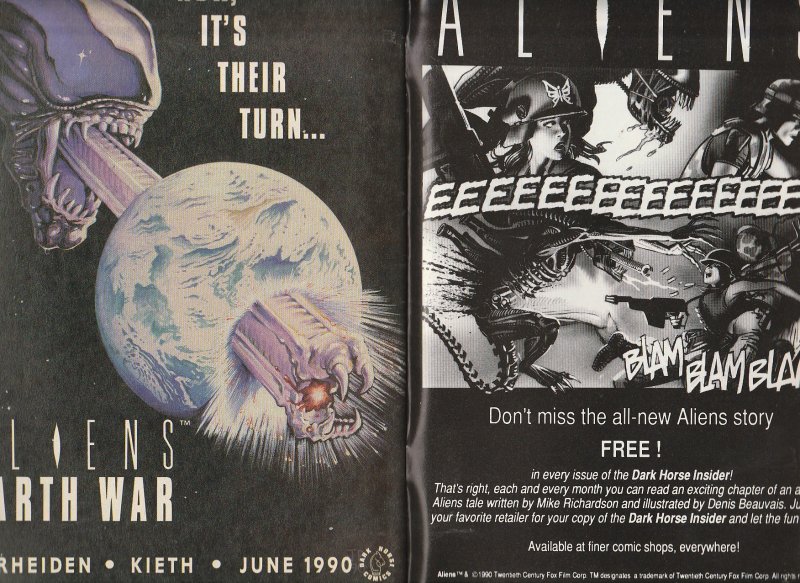 IT'S
THEIR
TURN...
LIENS™
ARTH WAR
RHEIDEN • KIETH • JUNE 1990
DARK HORSE COMICS
ALIENS
EEEEEEEEEEEEEEEEE
BLAM
BLAM BLA
Don't miss the all-new Aliens story
FREE !
in every issue of the Dark Horse Insider!
That's right, each and every month you can read an exciting chapter of an a
Aliens tale written by Mike Richardson and illustrated by Denis Beauvais. Ju
your favorite retailer for your copy of the Dark Horse Insider and let the fun
Available at finer comic shops, everywhere!
Aliens™ & ©1990 Twentieth Century Fox Film Corp. TM designates a trademark of Twentieth Century Fox Film Corp. All rights